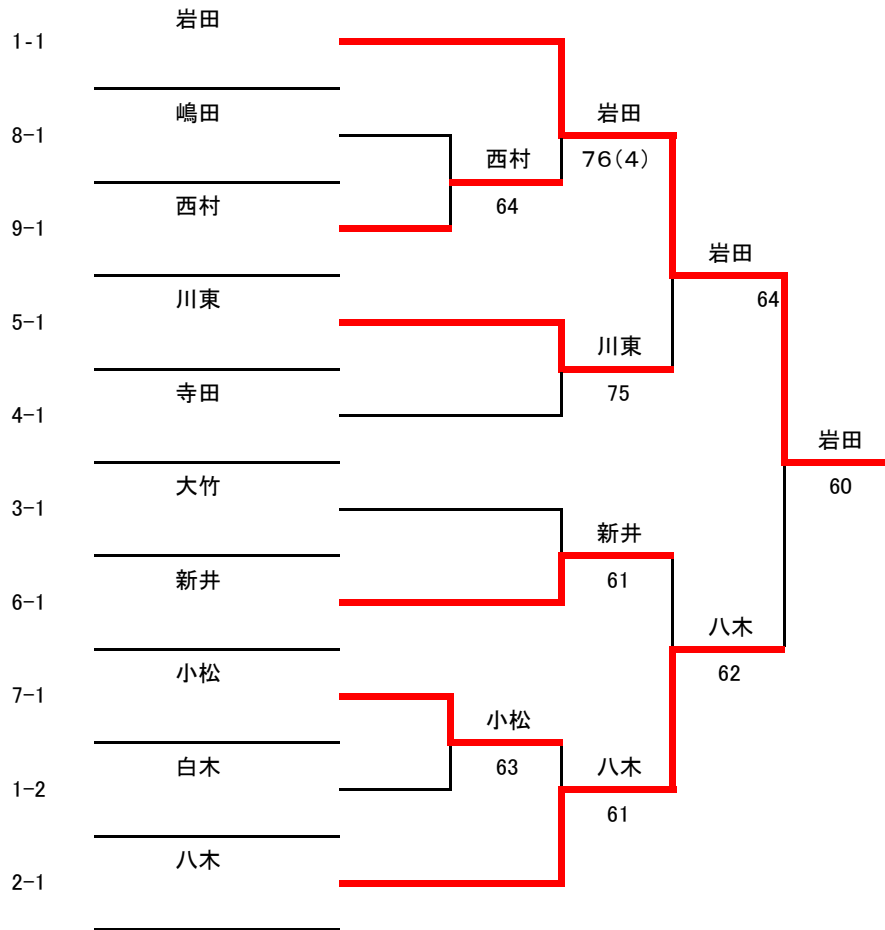 岩田
1-1
嶋田
8-1
岩田
西村
76(4)
西村
64
9-1
岩田
川東
64
5-1
川東
寺田
75
4-1
岩田
大竹
60
3-1
新井
新井
61
6-1
八木
小松
62
7-1
小松
白木
63
八木
1-2
61
八木
2-1